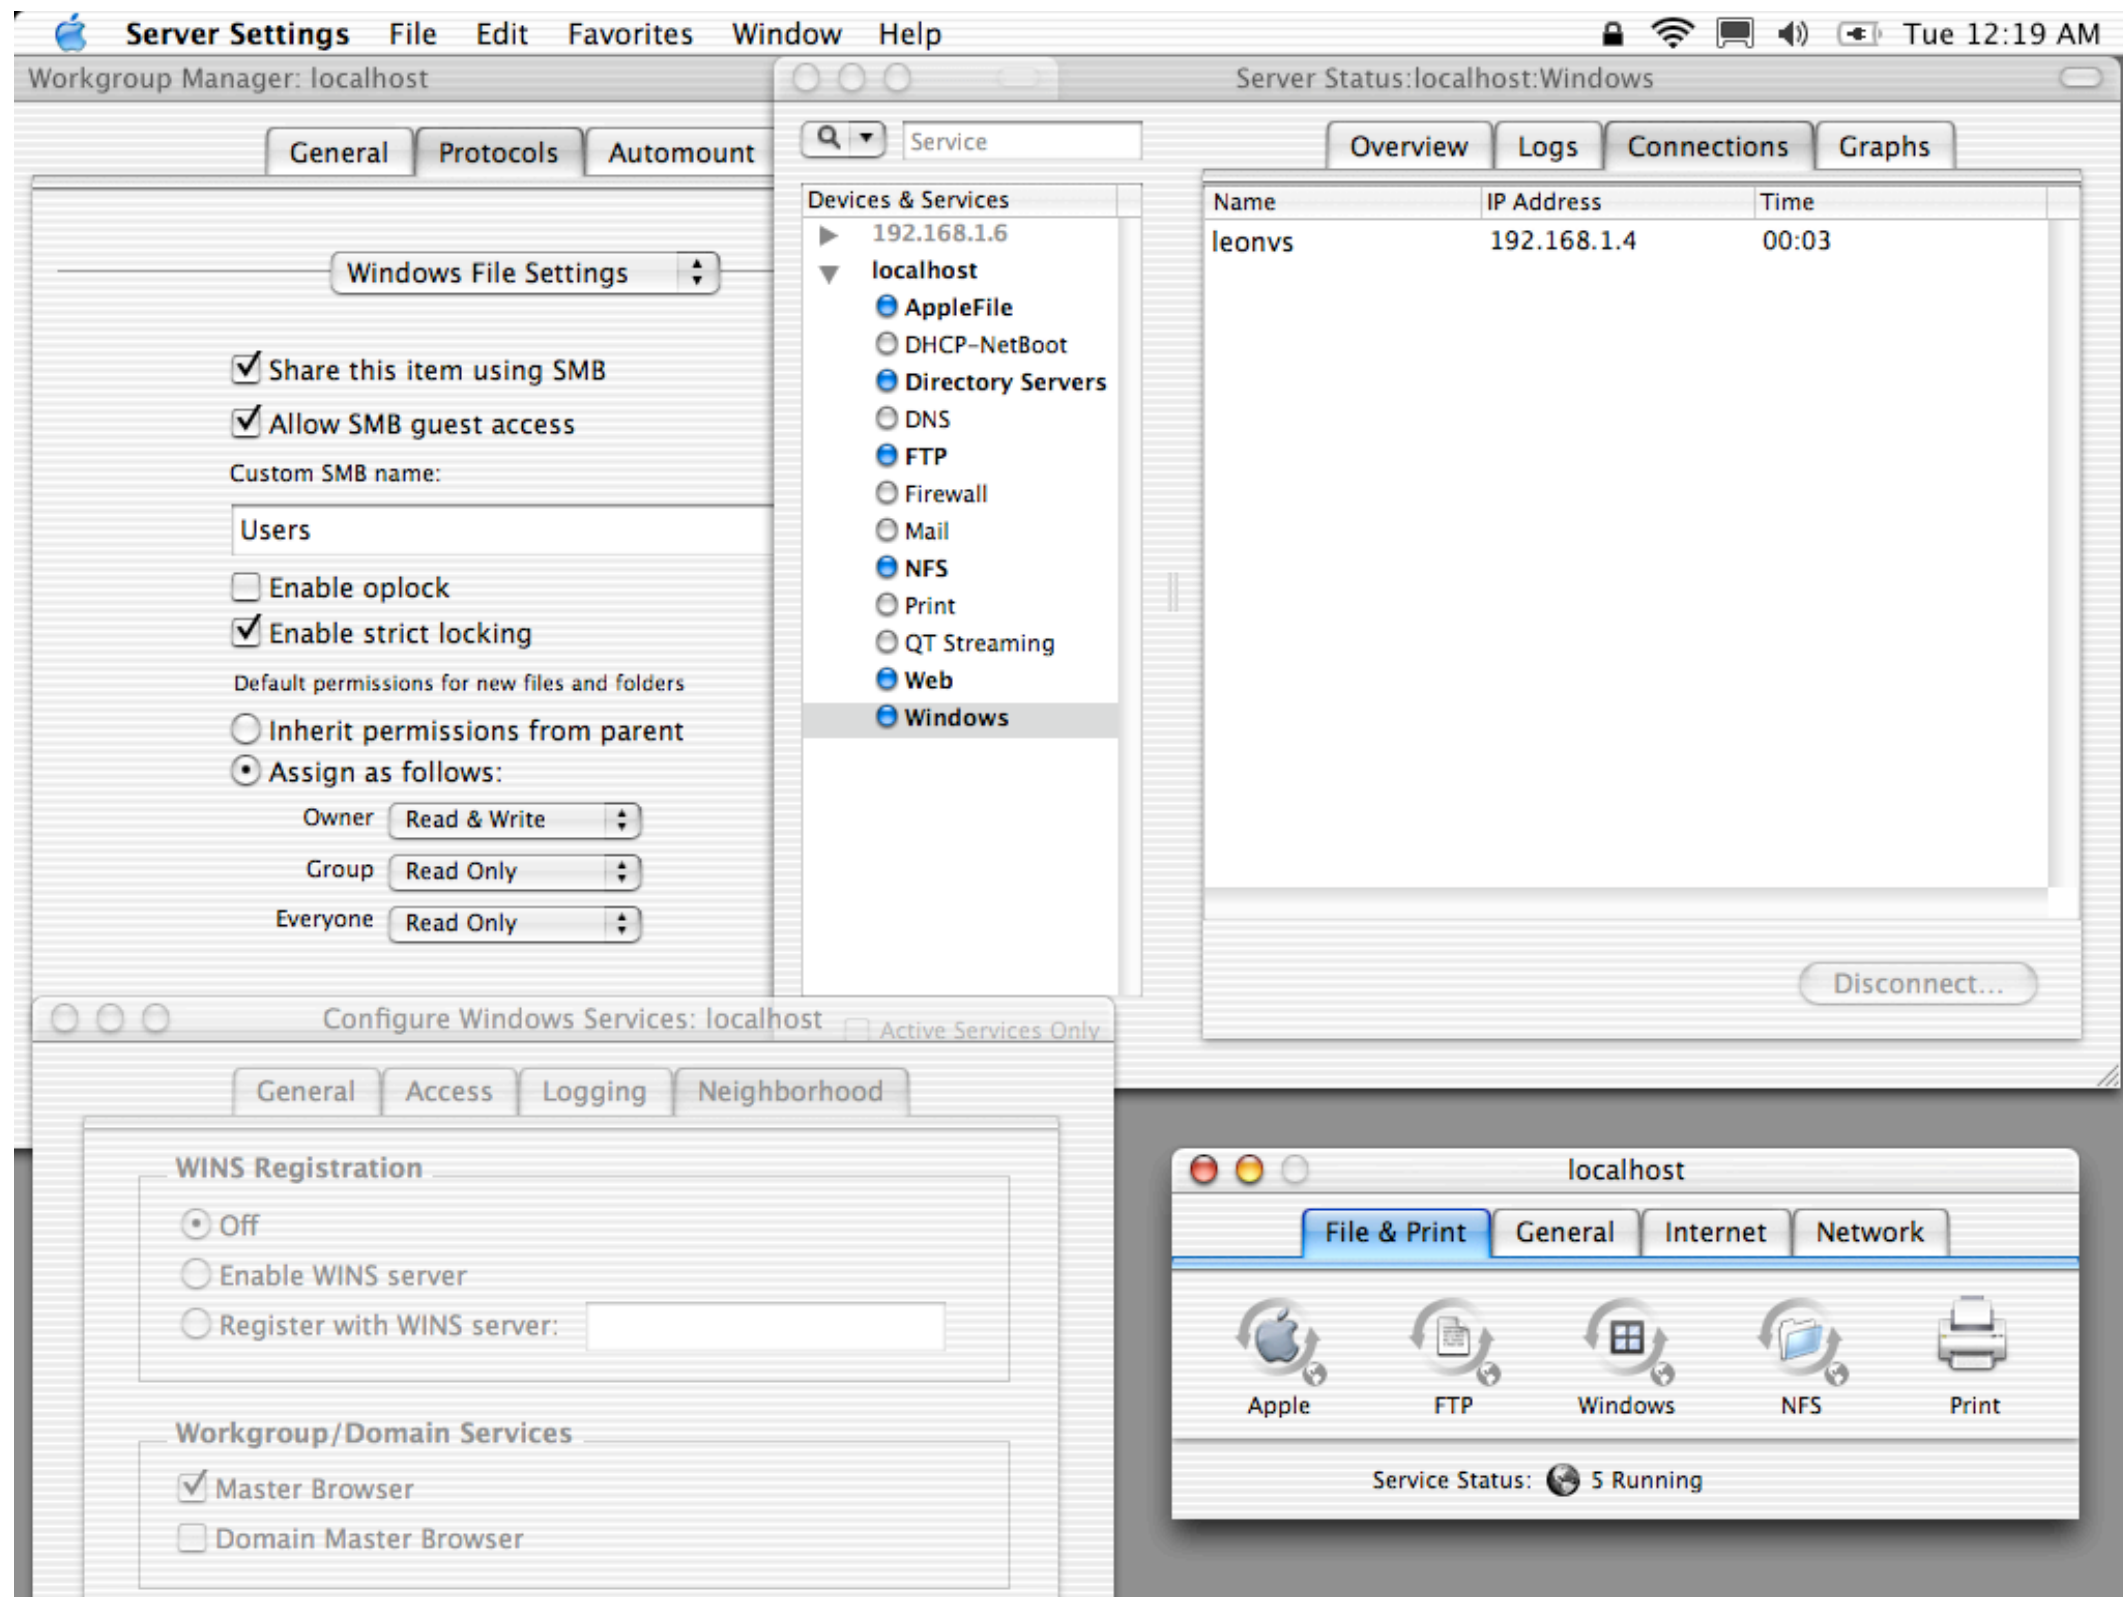 Server Settings File Edit Favorites Window Help Tue 12:19 AM
Workgroup Manager: localhost
General Protocols Automount
Windows File Settings
Share this item using SMB
Allow SMB guest access
Custom SMB name:
Users
Enable oplock
Enable strict locking
Default permissions for new files and folders
Inherit permissions from parent
Assign as follows:
Owner Read & Write
Group Read Only
Everyone Read Only
Server Status:localhost:Windows
Service
Devices & Services
192.168.1.6
localhost
AppleFile
DHCP-NetBoot
Directory Servers
DNS
FTP
Firewall
Mail
NFS
Print
QT Streaming
Web
Windows
Active Services Only
Overview Logs Connections Graphs
Name IP Address Time
leonvs 192.168.1.4 00:03
Disconnect...
Configure Windows Services: localhost
General Access Logging Neighborhood
WINS Registration
Off
Enable WINS server
Register with WINS server:
Workgroup/Domain Services
Master Browser
Domain Master Browser
localhost
File & Print General Internet Network
Apple FTP Windows NFS Print
Service Status: 5 Running